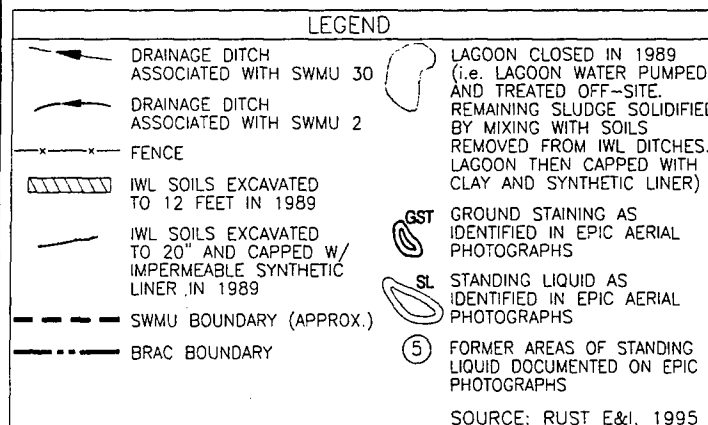 LEGEND
DRAINAGE DITCH
ASSOCIATED WITH SWMU 30
DRAINAGE DITCH
ASSOCIATED WITH SWMU 2
FENCE
IWL SOILS EXCAVATED
TO 12 FEET IN 1989
IWL SOILS EXCAVATED
TO 20" AND CAPPED W/
IMPERMEABLE SYNTHETIC
LINER IN 1989
SWMU BOUNDARY (APPROX.)
BRAC BOUNDARY
LAGOON CLOSED IN 1989
(i.e. LAGOON WATER PUMPED
AND TREATED OFF-SITE.
REMAINING SLUDGE SOLIDIFIED
BY MIXING WITH SOILS
REMOVED FROM IWL DITCHES.
LAGOON THEN CAPPED WITH
CLAY AND SYNTHETIC LINER)
GST
GROUND STAINING AS
IDENTIFIED IN EPIC AERIAL
PHOTOGRAPHS
SL
STANDING LIQUID AS
IDENTIFIED IN EPIC AERIAL
PHOTOGRAPHS
5
FORMER AREAS OF STANDING
LIQUID DOCUMENTED ON EPIC
PHOTOGRAPHS
SOURCE: RUST E&I, 1995